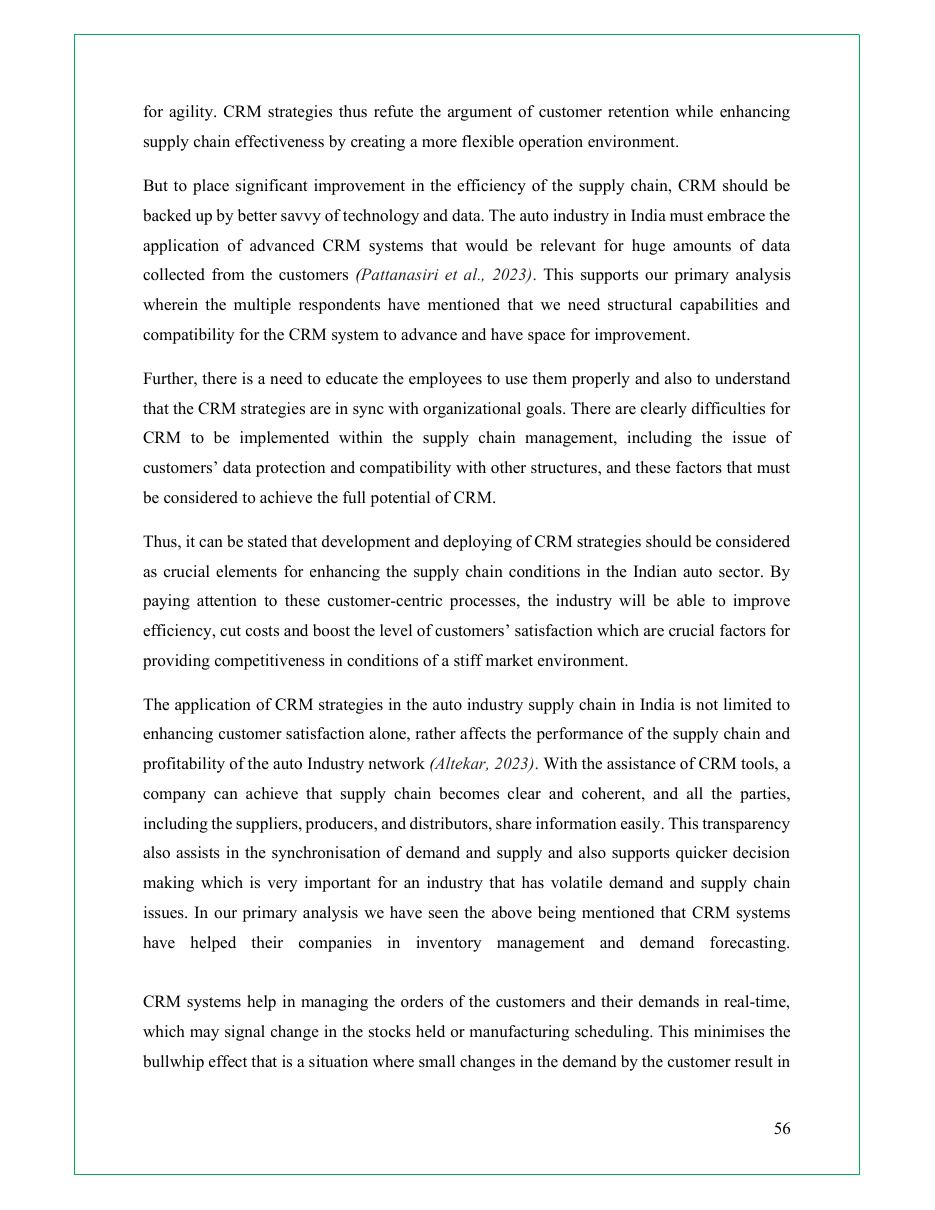 for agility. CRM strategies thus refute the argument of customer retention while enhancing
supply chain effectiveness by creating a more flexible operation environment.
But to place significant improvement in the efficiency of the supply chain, CRM should be
backed up by better savvy of technology and data. The auto industry in India must embrace the
application of advanced CRM systems that would be relevant for huge amounts of data
collected from the customers (Pattanasiri et al., 2023). This supports our primary analysis
wherein the multiple respondents have mentioned that we need structural capabilities and
compatibility for the CRM system to advance and have space for improvement.
Further, there is a need to educate the employees to use them properly and also to understand
that the CRM strategies are in sync with organizational goals. There are clearly difficulties for
CRM to be implemented within the supply chain management, including the issue of
customers’ data protection and compatibility with other structures, and these factors that must
be considered to achieve the full potential of CRM.
Thus, it can be stated that development and deploying of CRM strategies should be considered
as crucial elements for enhancing the supply chain conditions in the Indian auto sector. By
paying attention to these customer-centric processes, the industry will be able to improve
efficiency, cut costs and boost the level of customers’ satisfaction which are crucial factors for
providing competitiveness in conditions of a stiff market environment.
The application of CRM strategies in the auto industry supply chain in India is not limited to
enhancing customer satisfaction alone, rather affects the performance of the supply chain and
profitability of the auto Industry network (Altekar, 2023). With the assistance of CRM tools, a
company can achieve that supply chain becomes clear and coherent, and all the parties,
including the suppliers, producers, and distributors, share information easily. This transparency
also assists in the synchronisation of demand and supply and also supports quicker decision
making which is very important for an industry that has volatile demand and supply chain
issues. In our primary analysis we have seen the above being mentioned that CRM systems
have helped their companies in inventory management and demand forecasting.
CRM systems help in managing the orders of the customers and their demands in real-time,
which may signal change in the stocks held or manufacturing scheduling. This minimises the
bullwhip effect that is a situation where small changes in the demand by the customer result in
56